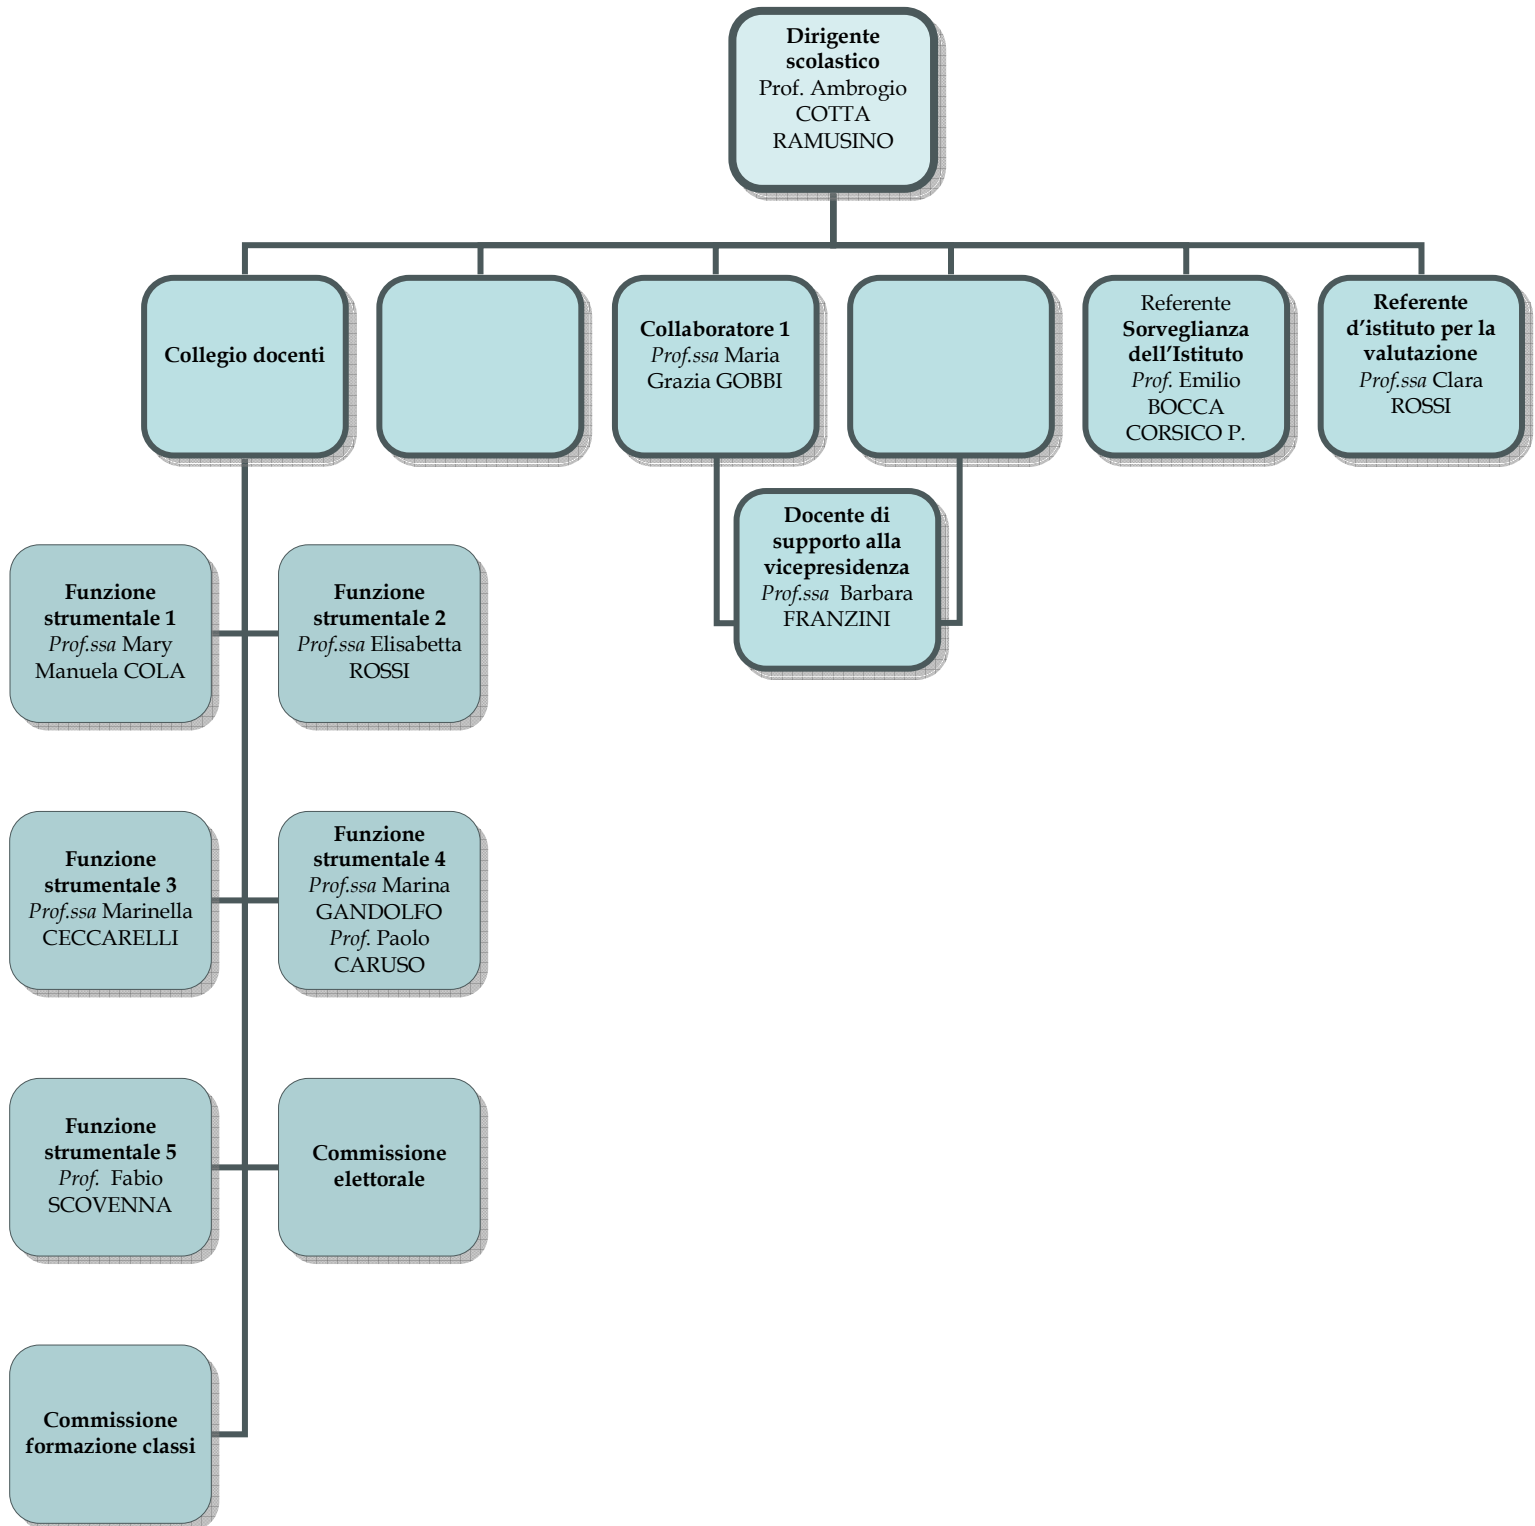 Dirigente
scolastico
Prof. Ambrogio
COTTA
RAMUSINO
Collegio docenti
Collaboratore 1
Prof.ssa Maria
Grazia GOBBI
Referente
Sorveglianza
dell'Istituto
Prof. Emilio
BOCCA
CORSICO P.
Referente
d'istituto per la
valutazione
Prof.ssa Clara
ROSSI
Docente di
supporto alla
vicepresidenza
Prof.ssa Barbara
FRANZINI
Funzione
strumentale 1
Prof.ssa Mary
Manuela COLA
Funzione
strumentale 2
Prof.ssa Elisabetta
ROSSI
Funzione
strumentale 3
Prof.ssa Marinella
CECCARELLI
Funzione
strumentale 4
Prof.ssa Marina
GANDOLFO
Prof. Paolo
CARUSO
Funzione
strumentale 5
Prof. Fabio
SCOVENNA
Commissione
elettorale
Commissione
formazione classi